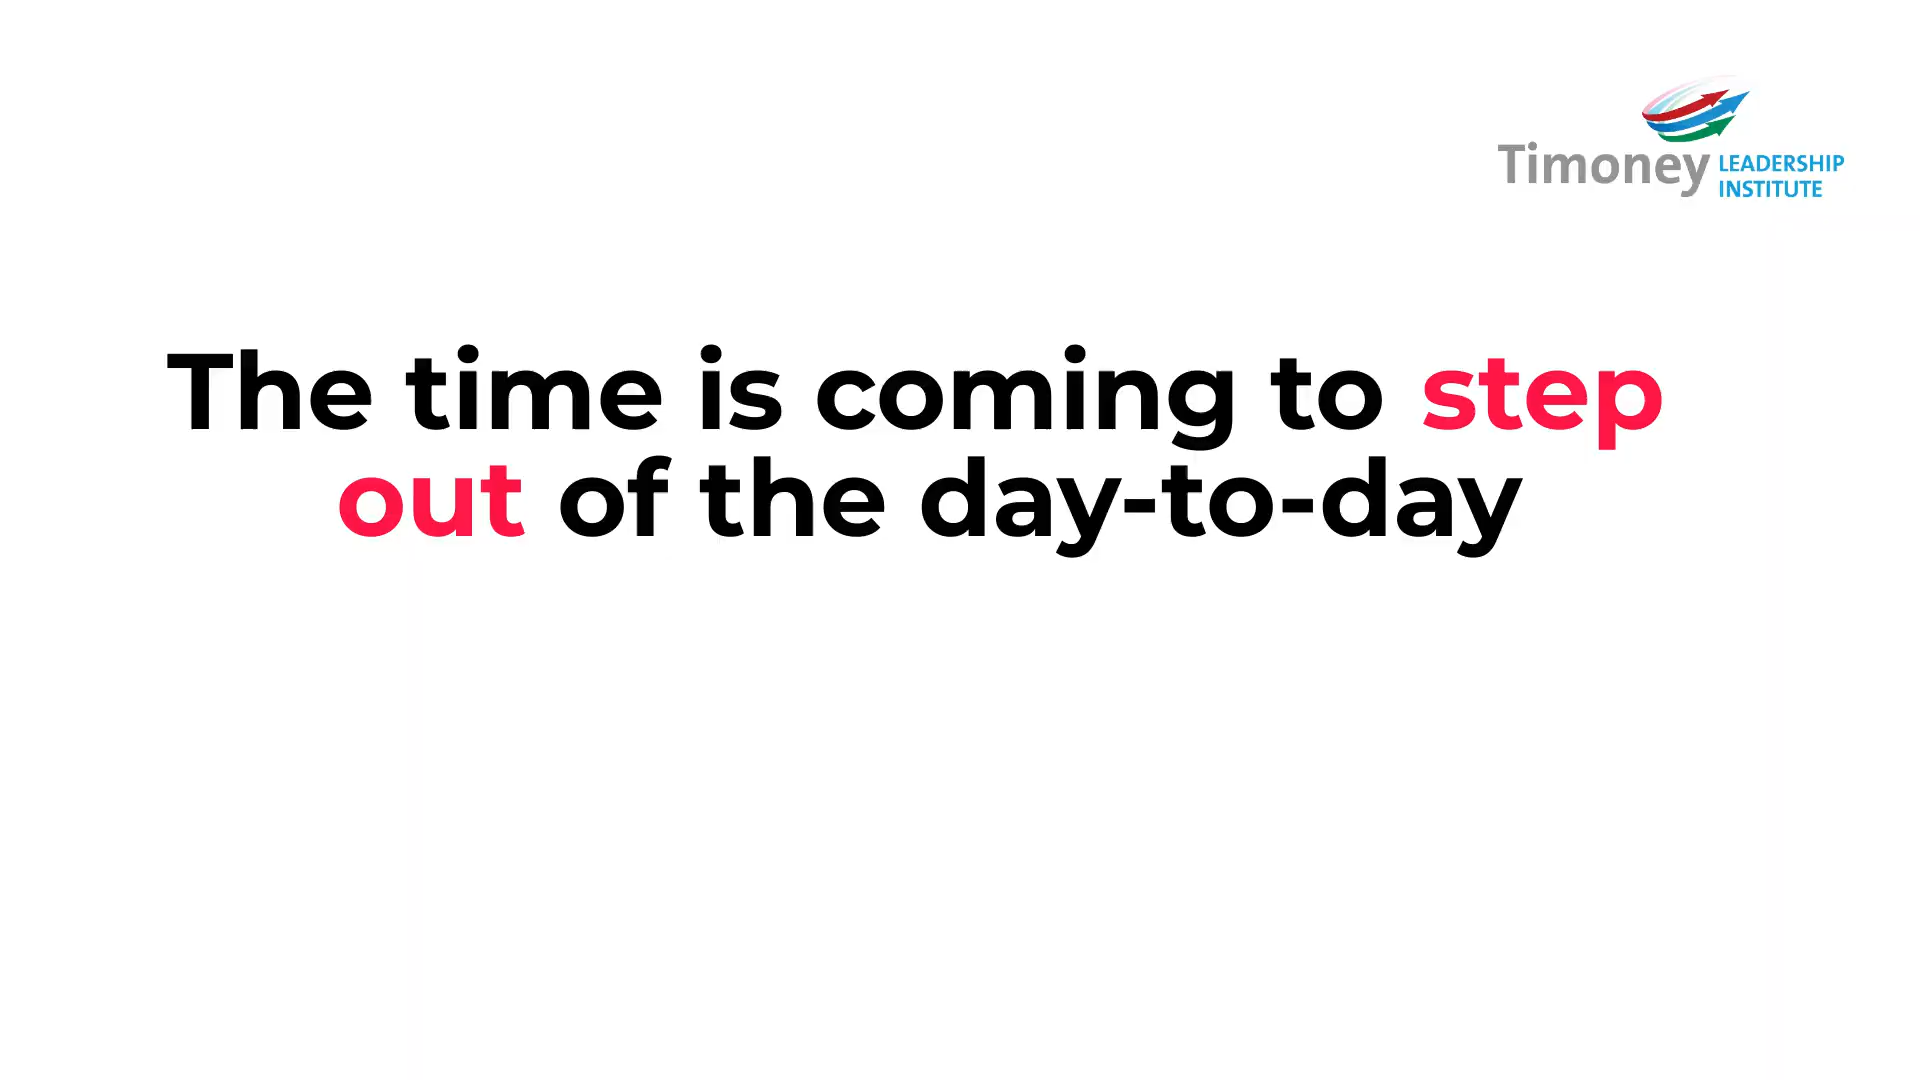 Timoney LEADERSHIP
INSTITUTE
The time is coming to step
out of the day-to-day